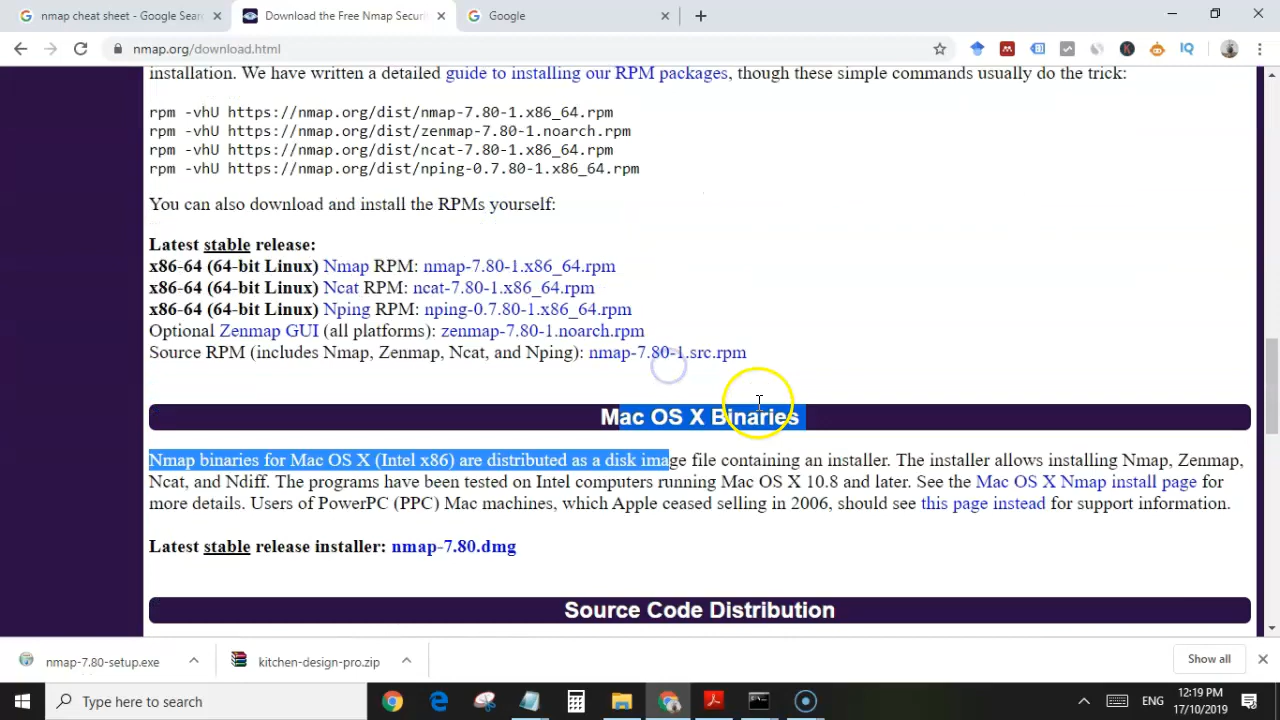 nmap cheat sheet - Google Sear
Download the Free Nmap Securi
Google
nmap.org/download.html
installation. We have written a detailed guide to installing our RPM packages, though these simple commands usually do the trick:
rpm -vhU https://nmap.org/dist/nmap-7.80-1.x86_64.rpm
rpm -vhU https://nmap.org/dist/zenmap-7.80-1.noarch.rpm
rpm -vhU https://nmap.org/dist/ncat-7.80-1.x86_64.rpm
rpm -vhU https://nmap.org/dist/nping-0.7.80-1.x86_64.rpm
You can also download and install the RPMs yourself:
Latest stable release:
x86-64 (64-bit Linux) Nmap RPM: nmap-7.80-1.x86_64.rpm
x86-64 (64-bit Linux) Ncat RPM: ncat-7.80-1.x86_64.rpm
x86-64 (64-bit Linux) Nping RPM: nping-0.7.80-1.x86_64.rpm
Optional Zenmap GUI (all platforms): zenmap-7.80-1.noarch.rpm
Source RPM (includes Nmap, Zenmap, Ncat, and Nping): nmap-7.80-1.src.rpm
Mac OS X Binaries
Nmap binaries for Mac OS X (Intel x86) are distributed as a disk image file containing an installer. The installer allows installing Nmap, Zenmap,
Ncat, and Ndiff. The programs have been tested on Intel computers running Mac OS X 10.8 and later. See the Mac OS X Nmap install page for
more details. Users of PowerPC (PPC) Mac machines, which Apple ceased selling in 2006, should see this page instead for support information.
Latest stable release installer: nmap-7.80.dmg
Source Code Distribution
nmap-7.80-setup.exe
kitchen-design-pro.zip
Show all
Type here to search
ENG
12:19 PM
17/10/2019